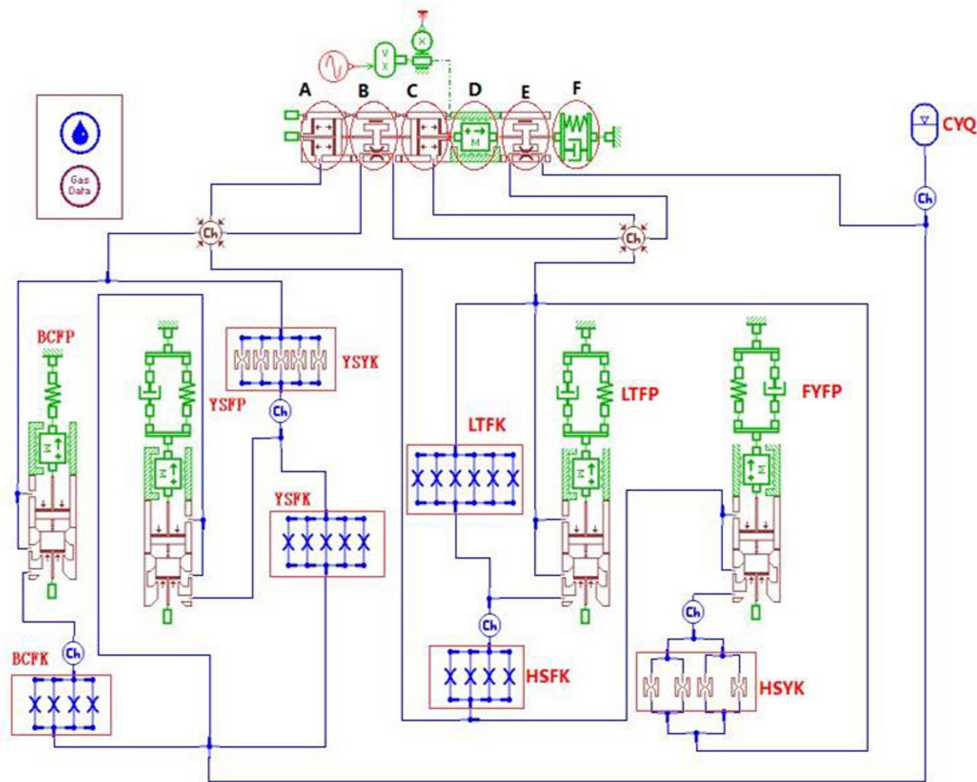 V
X
X
A B C D E F
M
CYQ
Gas
Data
Ch
Ch
Ch
BCFP
YSYK
LTFP
FYFP
YSFP
Ch
LTFK
M
M
M
M
YSFK
Ch
Ch
Ch
BCFK
HSFK
HSYK